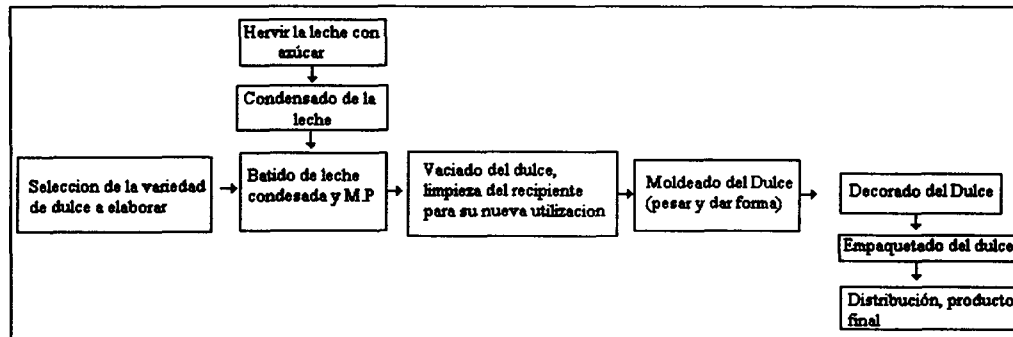 Hervir la leche con
azúcar
Condensado de la
leche
Seleccion de la variedad
de dulce a elaborar
Batido de leche
condesada y M.P
Vaciado del dulce,
limpieza del recipiente
para su nueva utilizacion
Moldeado del Dulce
(pesar y dar forma)
Decorado del Dulce
Empaquetado del dulce
Distribución, producto
final